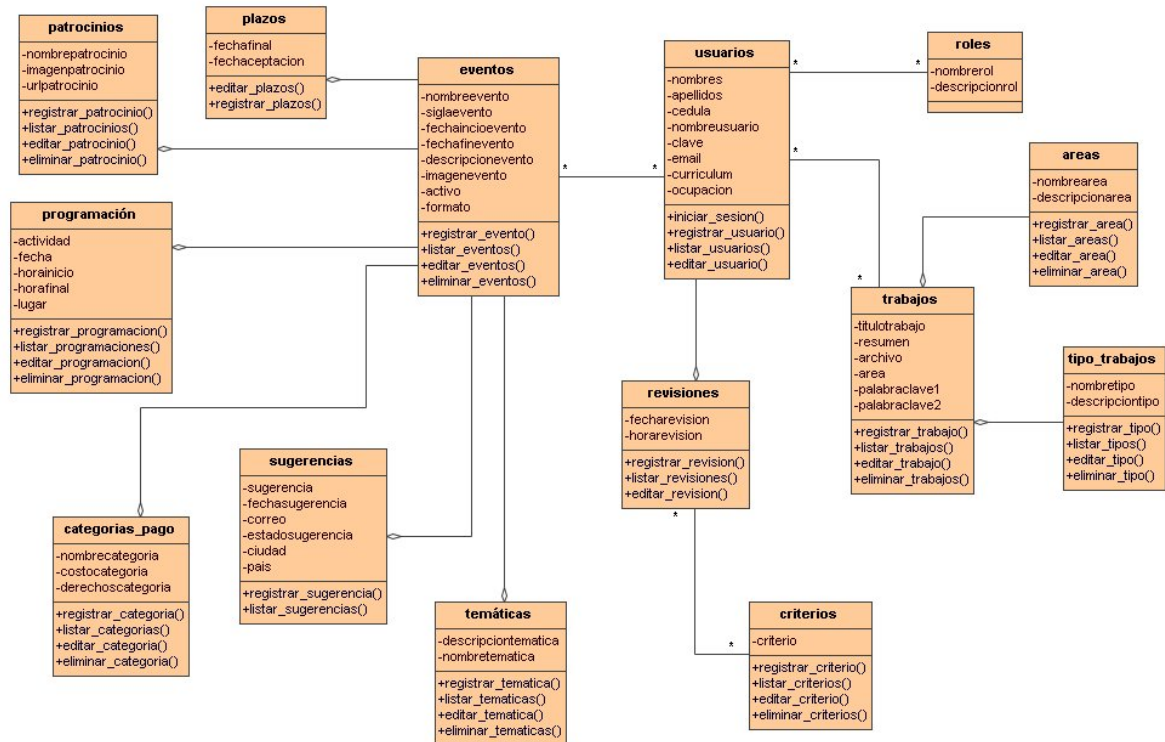 patrocinios
-nombrepatrocinio
-imagenpatrocinio
-urlpatrocinio
+registrar_patrocinio()
+listar_patrocinios()
+editar_patrocinio()
+eliminar_patrocinio()
plazos
-fechafinal
-fechaceptacion
+editar_plazos()
+registrar_plazos()
eventos
-nombreevento
-siglaevento
-fechaincioevento
-fechafinevento
-descripcionevento
-imagenevento
-activo
-formato
+registrar_evento()
+listar_eventos()
+editar_eventos()
+eliminar_eventos()
*
*
usuarios
-nombres
-apellidos
-cedula
-nombreusuario
-clave
-email
-curriculum
-ocupacion
+iniciar_sesion()
+registrar_usuario()
+listar_usuarios()
+editar_usuario()
*
*
roles
-nombrerol
-descripcionrol
*
*
areas
-nombrearea
-descripcionarea
+registrar_area()
+listar_areas()
+editar_area()
+eliminar_area()
programación
-actividad
-fecha
-horainicio
-horafinal
-lugar
+registrar_programacion()
+listar_programaciones()
+editar_programacion()
+eliminar_programacion()
trabajos
-titulotrabajo
-resumen
-archivo
-area
-palabraclave1
-palabraclave2
+registrar_trabajo()
+listar_trabajos()
+editar_trabajo()
+eliminar_trabajos()
tipo_trabajos
-nombretipo
-descripciontipo
+registrar_tipo()
+listar_tipos()
+editar_tipo()
+eliminar_tipo()
revisiones
-fecharevision
-horarevision
+registrar_revision()
+listar_revisiones()
+editar_revision()
*
*
sugerencias
-sugerencia
-fechasugerencia
-correo
-estadosugerencia
-ciudad
-pais
+registrar_sugerencia()
+listar_sugerencias()
categorias_pago
-nombrecategoria
-costocategoria
-derechoscategoria
+registrar_categoria()
+listar_categorias()
+editar_categoria()
+eliminar_categoria()
temáticas
-descripciontematica
-nombretematica
+registrar_tematica()
+listar_tematicas()
+editar_tematica()
+eliminar_tematicas()
criterios
-criterio
+registrar_criterio()
+listar_criterios()
+editar_criterio()
+eliminar_criterios()